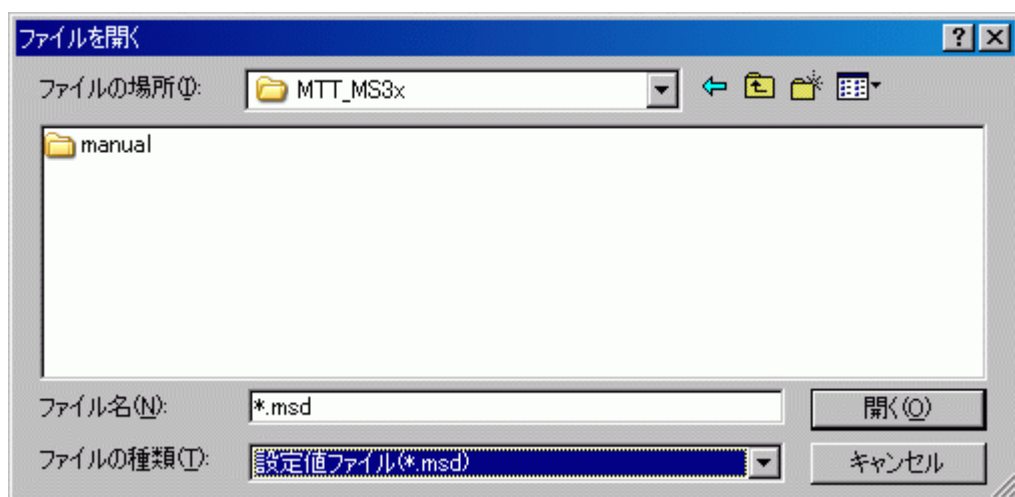 ファイルを開く
ファイルの場所(I): MTT_MS3x
manual
ファイル名(N): *.msd 開く(O)
ファイルの種類(T): 設定値ファイル(*.msd) キャンセル